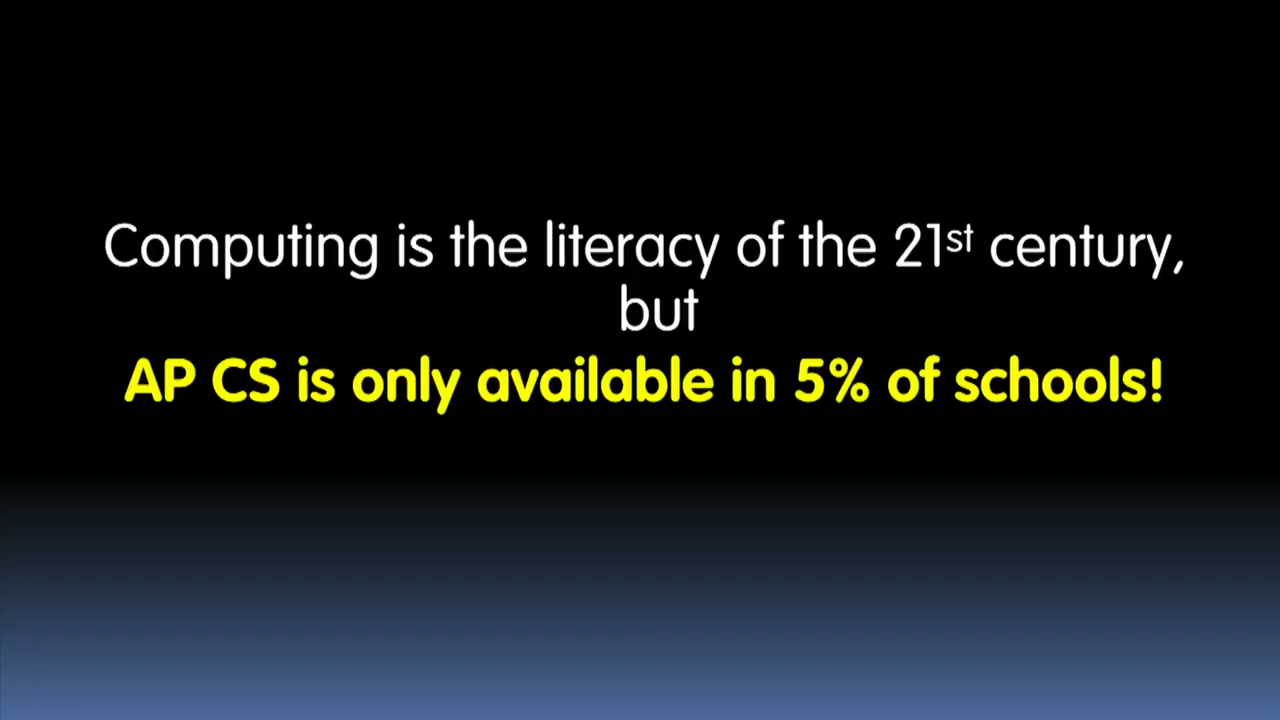 Computing is the literacy of the 21st century,
but
AP CS is only available in 5% of schools!